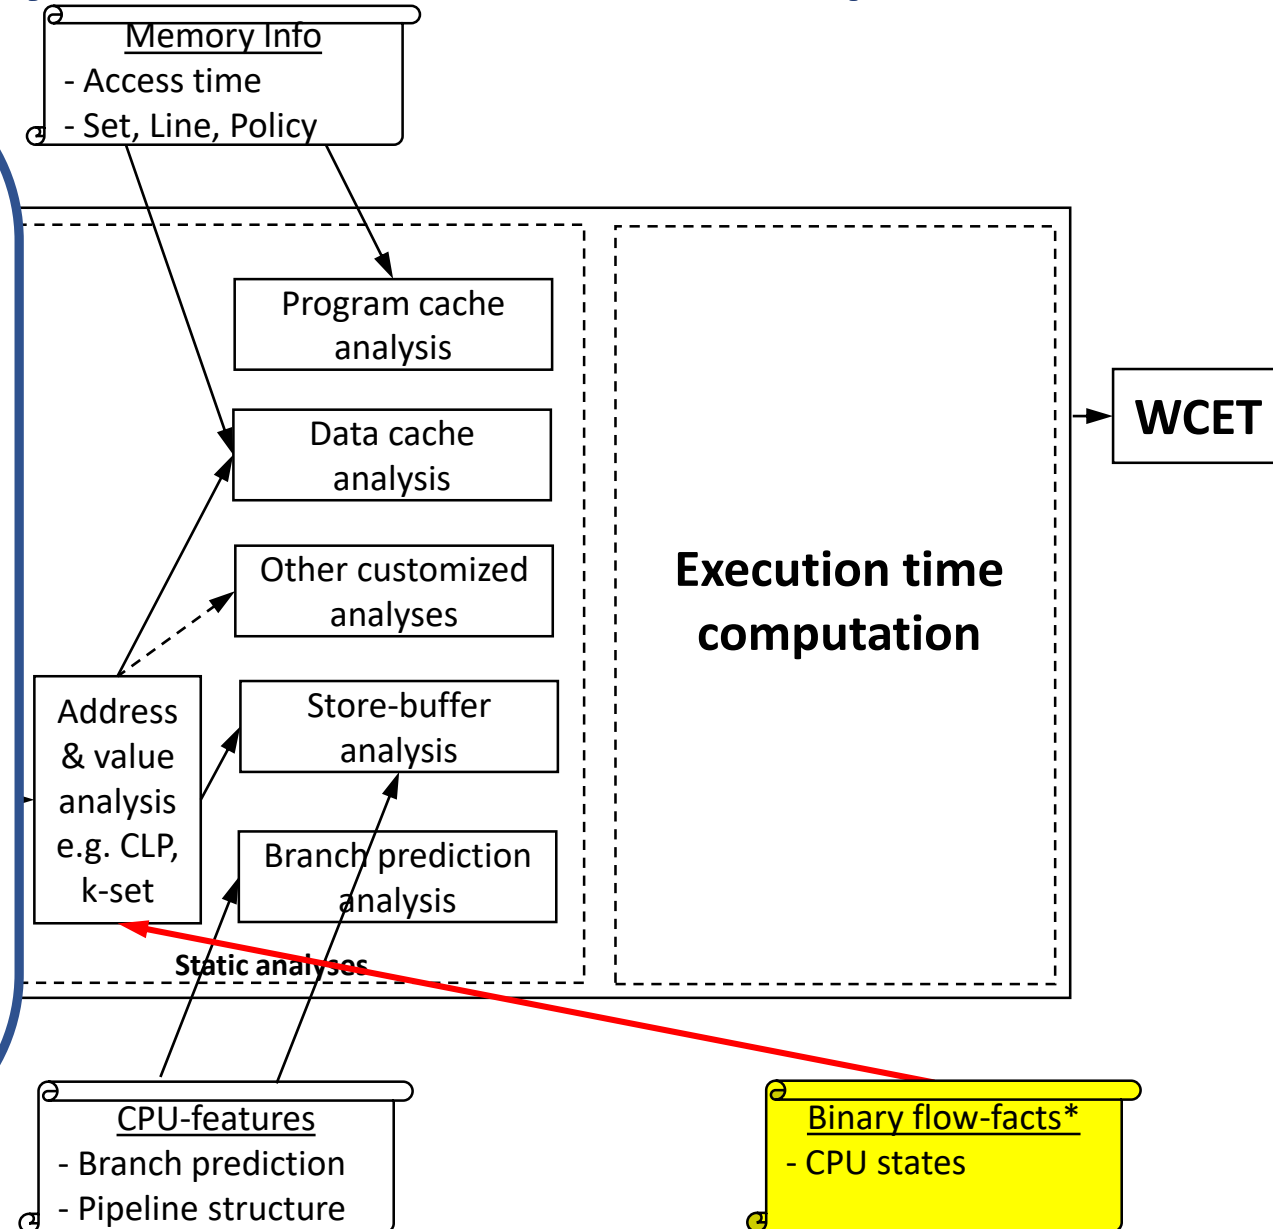 Memory Info
- Access time
- Set, Line, Policy
Program cache
analysis
Data cache
analysis
WCET
Other customized
analyses
Execution time
computation
Address
& value
analysis
e.g. CLP,
k-set
Store-buffer
analysis
Branch prediction
analysis
Static analyses
CPU-features
- Branch prediction
- Pipeline structure
Binary flow-facts*
- CPU states